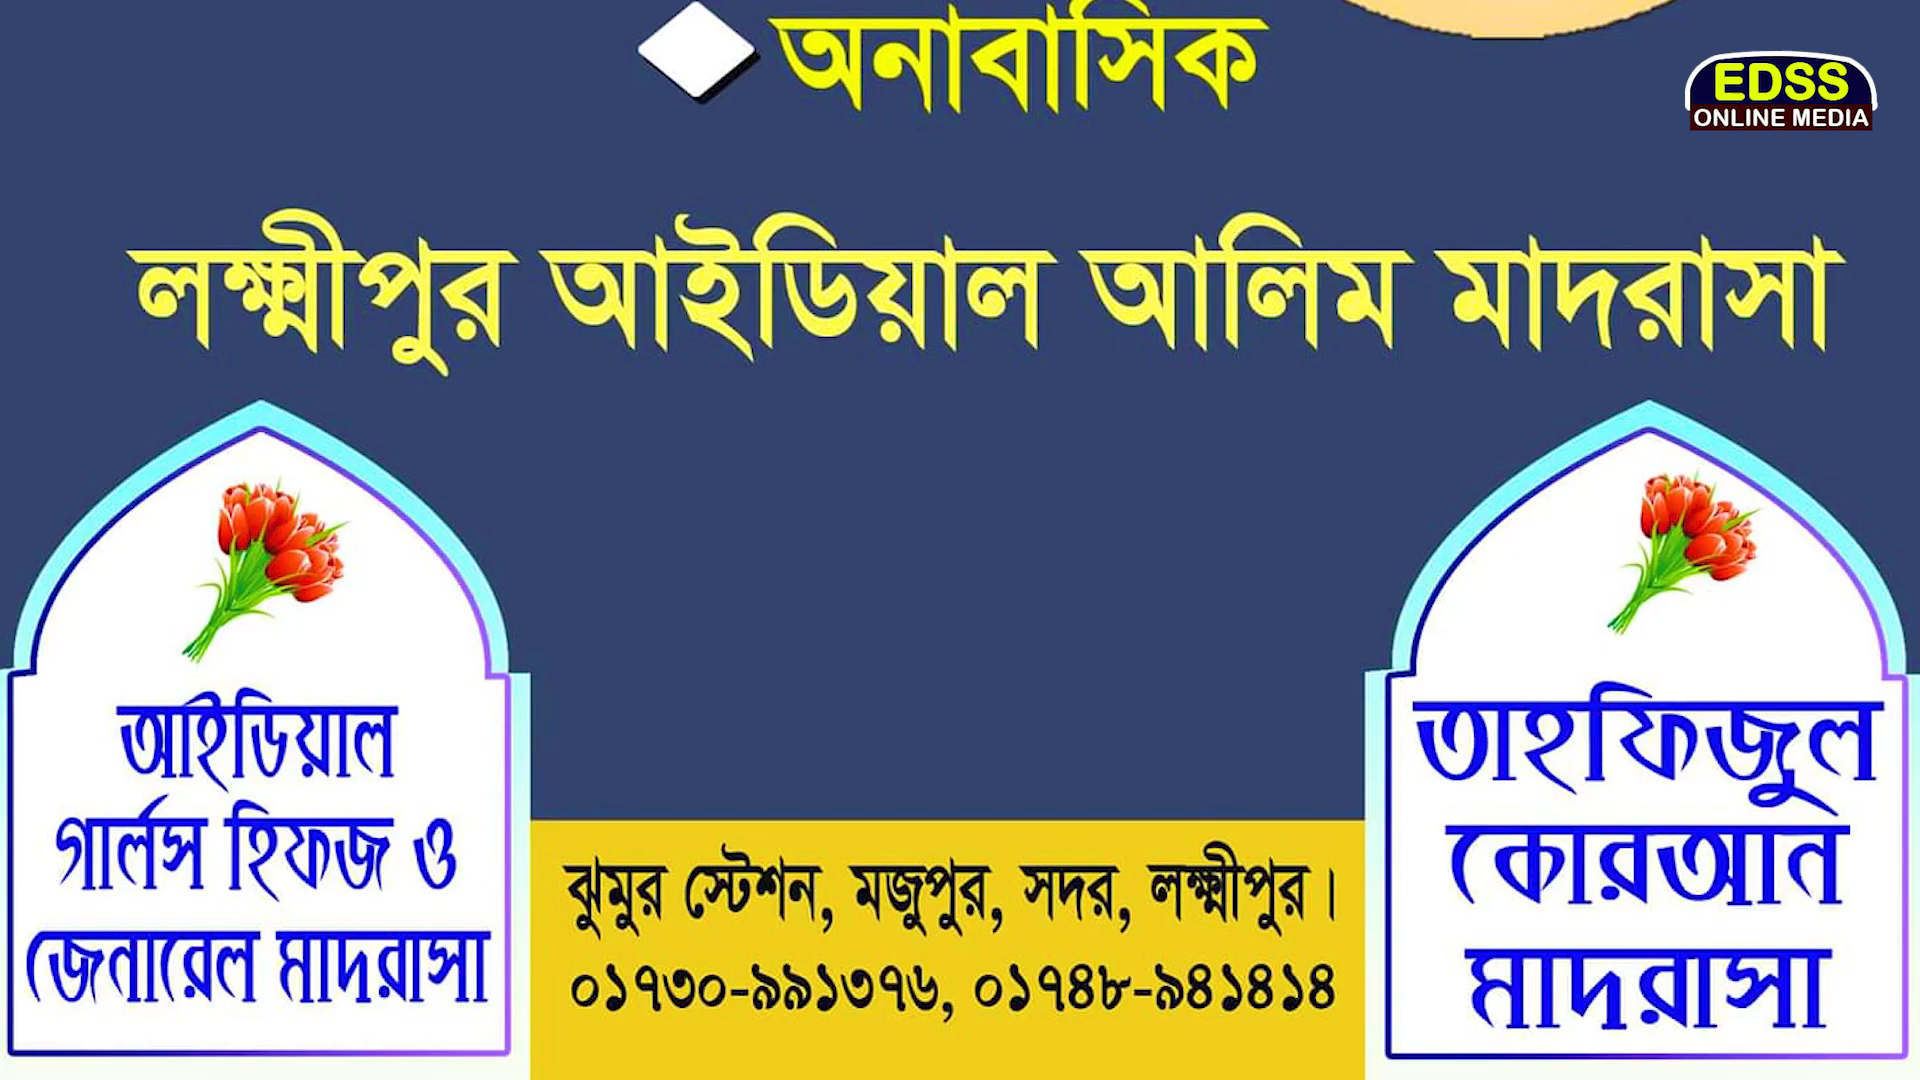 অনাবাসিক
EDSS
ONLINE MEDIA
লক্ষ্মীপুর আইডিয়াল আলিম মাদরাসা
আইডিয়াল
গার্লস হিফজ ও
জেনারেল মাদরাসা
ঝুমুর স্টেশন, মজুপুর, সদর, লক্ষ্মীপুর।
০১৭৩০-৯৯১৩৭৬, ০১৭৪৮-৯৪১৪১৪
তাহফিজুল
কোরআন
মাদরাসা